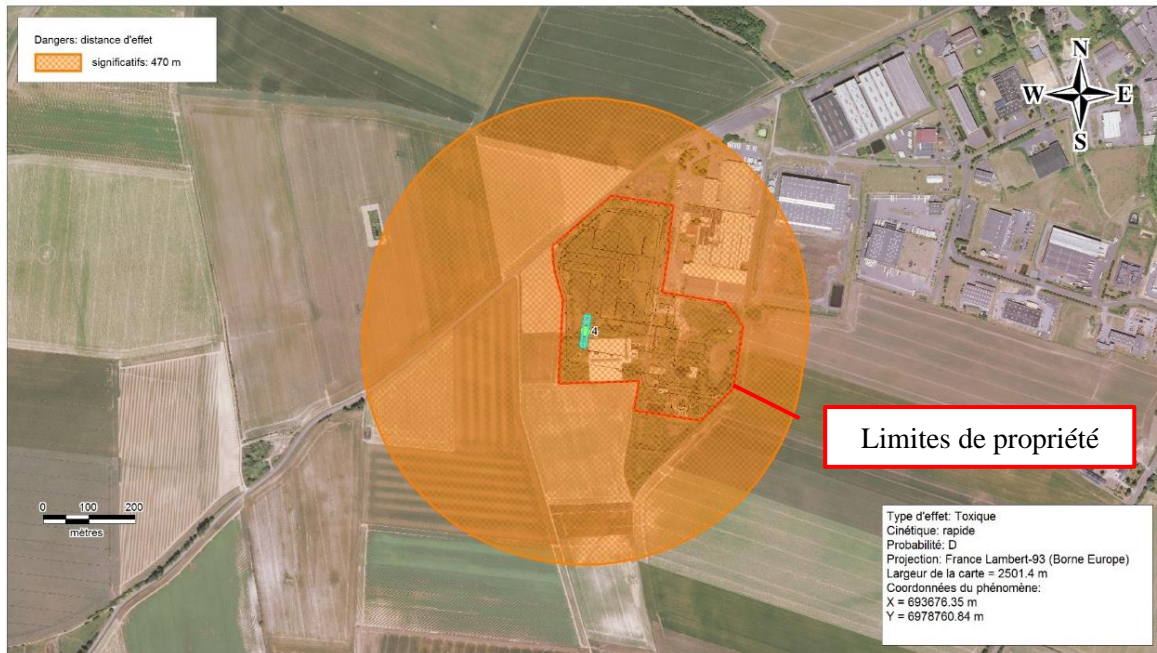 Dangers: distance d'effet
significatifs: 470 m
N
W E
S
4
Limites de propriété
0 100 200
mètres
Type d'effet: Toxique
Cinétique: rapide
Probabilité: D
Projection: France Lambert-93 (Borne Europe)
Largeur de la carte = 2501.4 m
Coordonnées du phénomène:
X = 693676.35 m
Y = 6978760.84 m